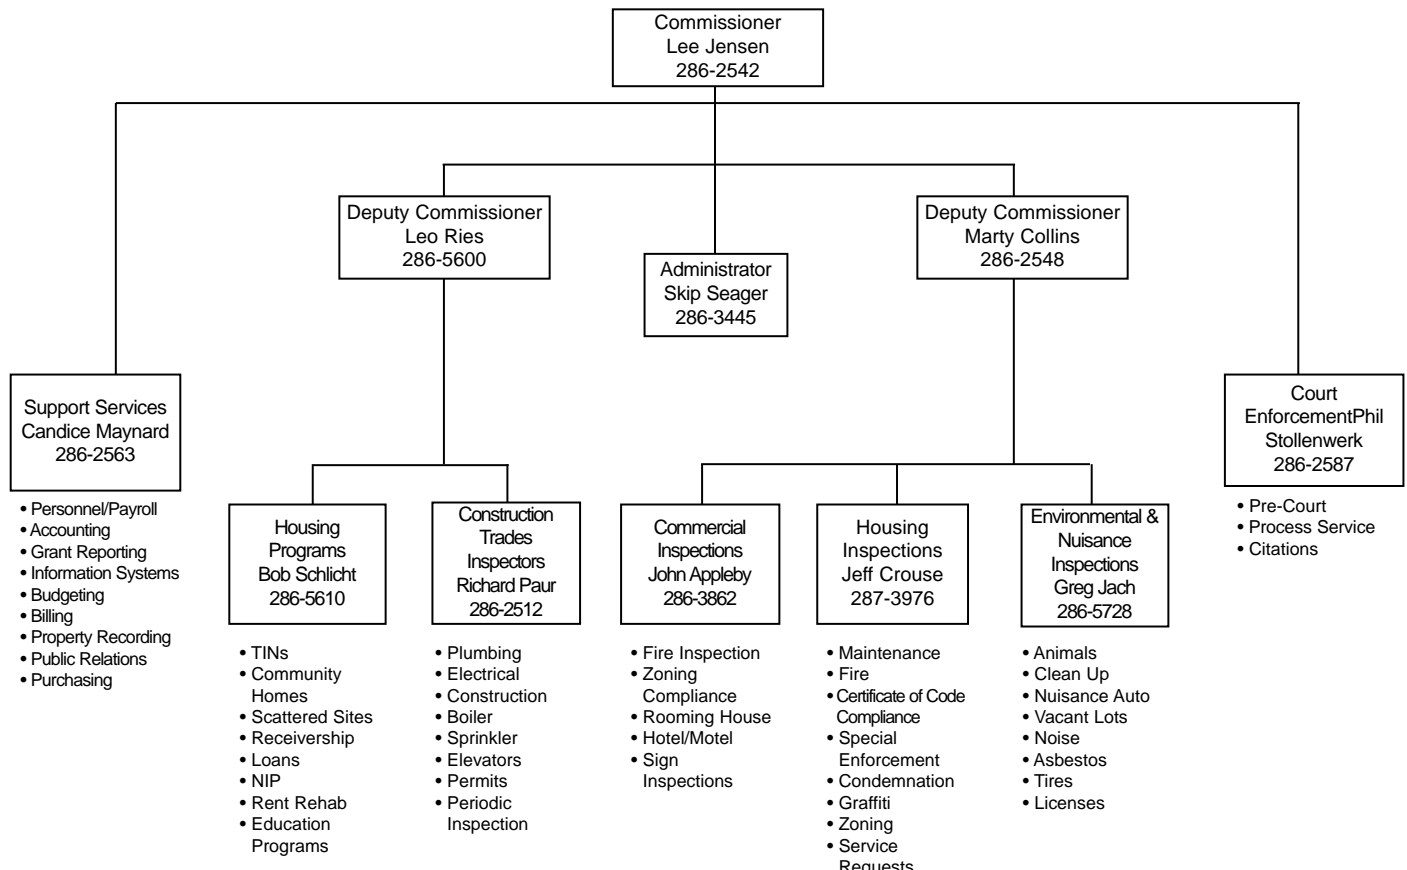 Commissioner
Lee Jensen
286-2542
Deputy Commissioner
Leo Ries
286-5600
Administrator
Skip Seager
286-3445
Deputy Commissioner
Marty Collins
286-2548
Support Services
Candice Maynard
286-2563
• Personnel/Payroll
• Accounting
• Grant Reporting
• Information Systems
• Budgeting
• Billing
• Property Recording
• Public Relations
• Purchasing
Housing
Programs
Bob Schlicht
286-5610
• TINs
• Community
Homes
• Scattered Sites
• Receivership
• Loans
• NIP
• Rent Rehab
• Education
Programs
Construction
Trades
Inspectors
Richard Paur
286-2512
• Plumbing
• Electrical
• Construction
• Boiler
• Sprinkler
• Elevators
• Permits
• Periodic
Inspection
Commercial
Inspections
John Appleby
286-3862
• Fire Inspection
• Zoning
Compliance
• Rooming House
• Hotel/Motel
• Sign
Inspections
Housing
Inspections
Jeff Crouse
287-3976
• Maintenance
• Fire
• Certificate of Code
Compliance
• Special
Enforcement
• Condemnation
• Graffiti
• Zoning
• Service
Requests
Environmental &
Nuisance
Inspections
Greg Jach
286-5728
• Animals
• Clean Up
• Nuisance Auto
• Vacant Lots
• Noise
• Asbestos
• Tires
• Licenses
Court
EnforcementPhil
Stollenwerk
286-2587
• Pre-Court
• Process Service
• Citations